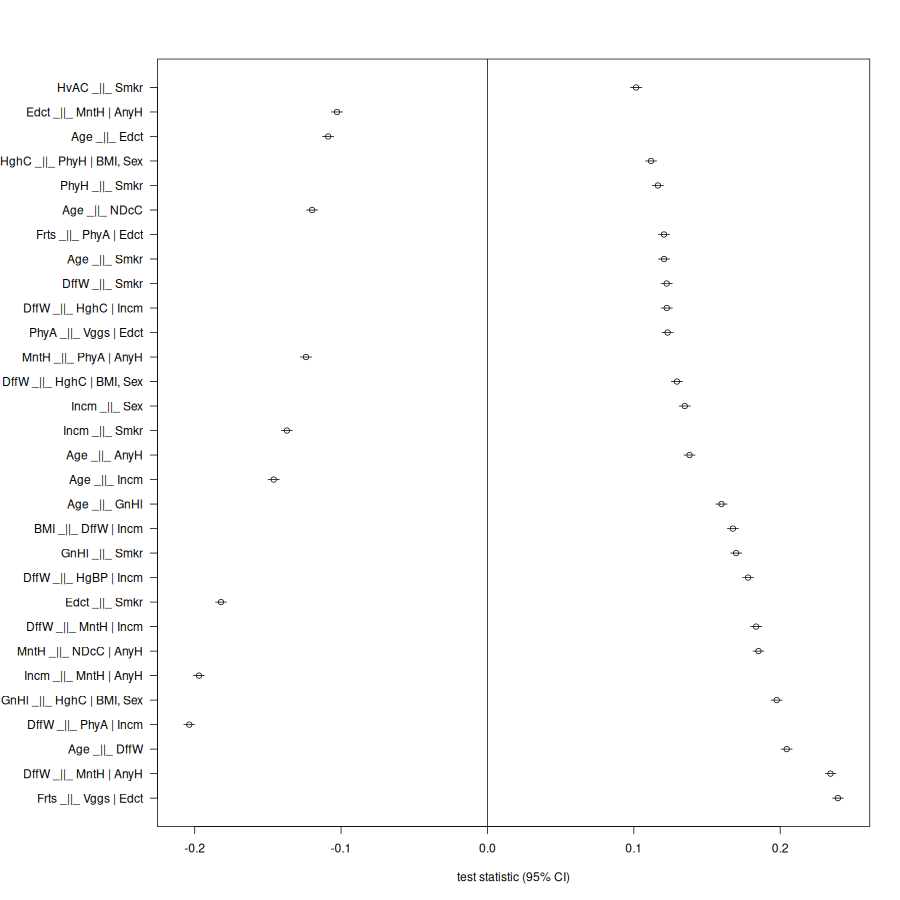 HvAC _||_ Smkr
Edct _||_ MntH | AnyH
Age _||_ Edct
HghC _||_ PhyH | BMI, Sex
PhyH _||_ Smkr
Age _||_ NDcC
Frts _||_ PhyA | Edct
Age _||_ Smkr
DffW _||_ Smkr
DffW _||_ HghC | Incm
PhyA _||_ Vggs | Edct
MntH _||_ PhyA | AnyH
DffW _||_ HghC | BMI, Sex
Incm _||_ Sex
Incm _||_ Smkr
Age _||_ AnyH
Age _||_ Incm
Age _||_ GnHl
BMI _||_ DffW | Incm
GnHl _||_ Smkr
DffW _||_ HgBP | Incm
Edct _||_ Smkr
DffW _||_ MntH | Incm
MntH _||_ NDcC | AnyH
Incm _||_ MntH | AnyH
GnHl _||_ HghC | BMI, Sex
DffW _||_ PhyA | Incm
Age _||_ DffW
DffW _||_ MntH | AnyH
Frts _||_ Vggs | Edct
-0.2 -0.1 0.0 0.1 0.2
test statistic (95% CI)